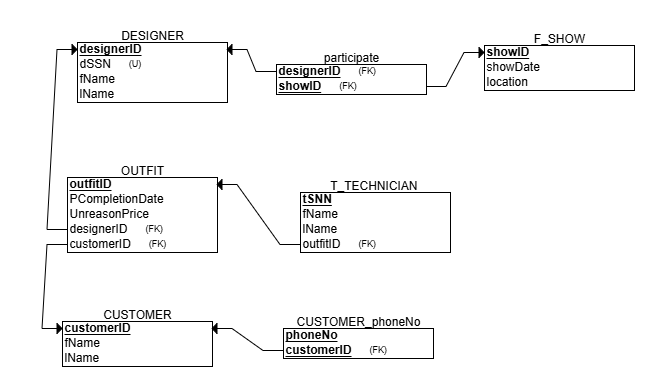 DESIGNER
designerID
dSSN (U)
fName
lName
participate
designerID (FK)
showID (FK)
F_SHOW
showID
showDate
location
OUTFIT
outfitID
PCompletionDate
UnreasonPrice
designerID (FK)
customerID (FK)
T_TECHNICIAN
tSNN
fName
lName
outfitID (FK)
CUSTOMER
customerID
fName
lName
CUSTOMER_phoneNo
phoneNo
customerID (FK)